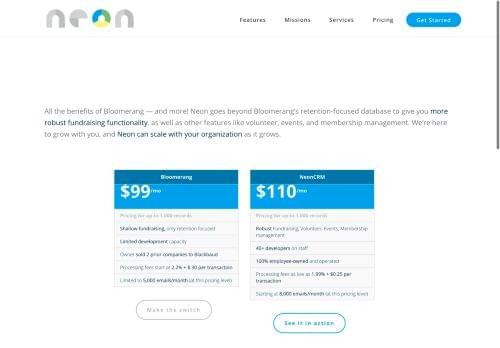 neon
Features
Missions
Services
Pricing
Get Started
All the benefits of Bloomerang — and more! Neon goes beyond Bloomerang's retention-focused database to give you more
robust fundraising functionality, as well as other features like volunteer, events, and membership management. We're here
to grow with you, and Neon can scale with your organization as it grows.
Bloomerang
$99/mo
Pricing for up to 1,000 records
Shallow fundraising, only retention focused
Limited development capacity
Owner sold 2 prior companies to Blackbaud
Processing fees start at 2.2% + $.30 per transaction
Limited to 5,000 emails/month (at this pricing level)
Make the switch
NeonCRM
$110/mo
Pricing for up to 1,000 records
Robust Fundraising, Volunteer, Events, Membership
management
40+ developers on staff
100% employee-owned and operated
Processing fees as low as 1.99% + $0.25 per
transaction
Starting at 8,000 emails/month (at this pricing level)
See it in action